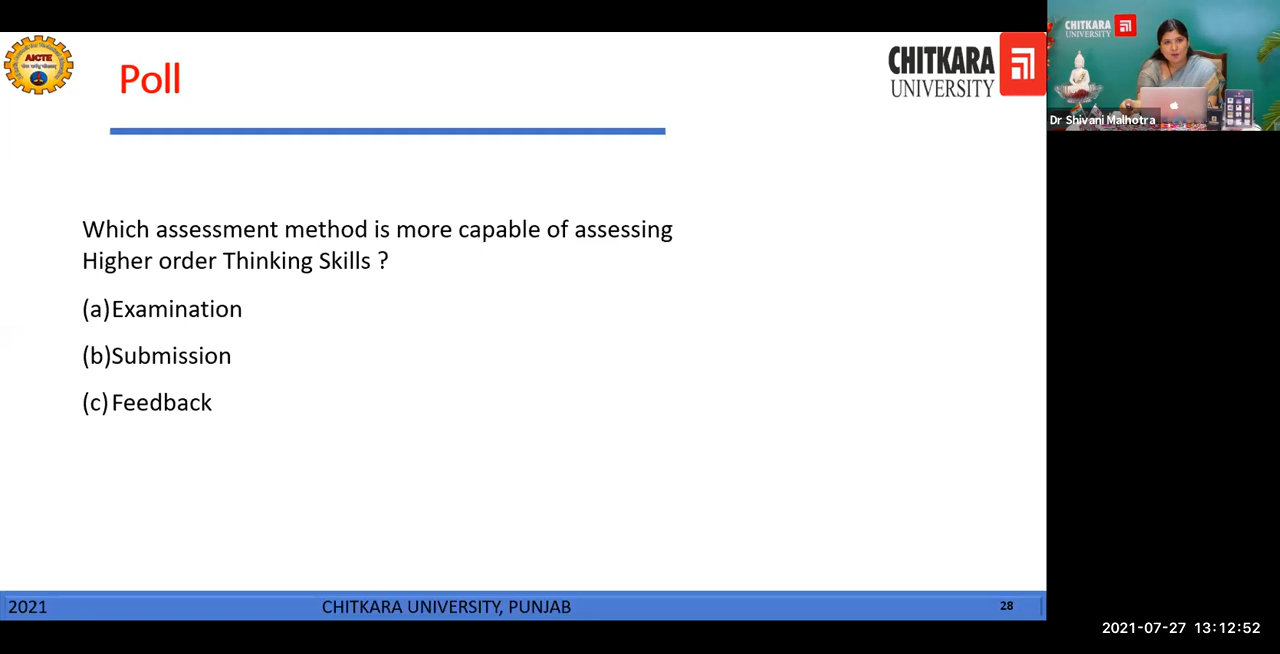 AICTE
Poll
CHITKARA
UNIVERSITY
CHITKARA
UNIVERSITY
Dr Shivani Malhotra
Which assessment method is more capable of assessing
Higher order Thinking Skills ?
(a)Examination
(b)Submission
(c)Feedback
2021
CHITKARA UNIVERSITY, PUNJAB
28
2021-07-27 13:12:52